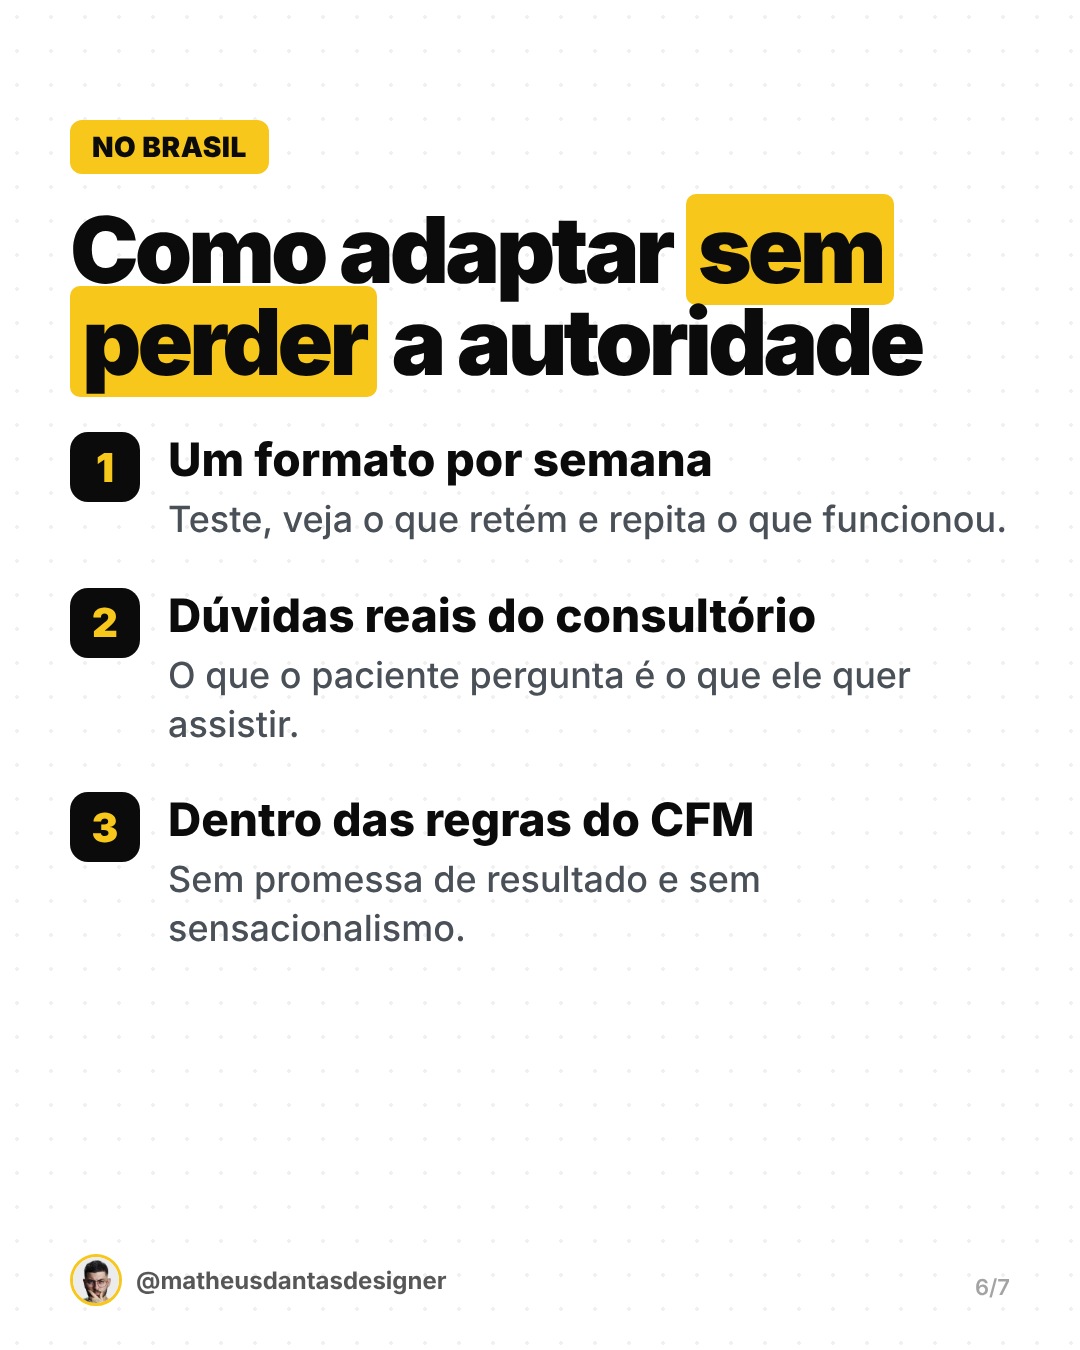 NO BRASIL
Como adaptar sem
perder a autoridade
1
Um formato por semana
Teste, veja o que retém e repita o que funcionou.
2
Dúvidas reais do consultório
O que o paciente pergunta é o que ele quer
assistir.
3
Dentro das regras do CFM
Sem promessa de resultado e sem
sensacionalismo.
@matheusdantasdesigner
6/7